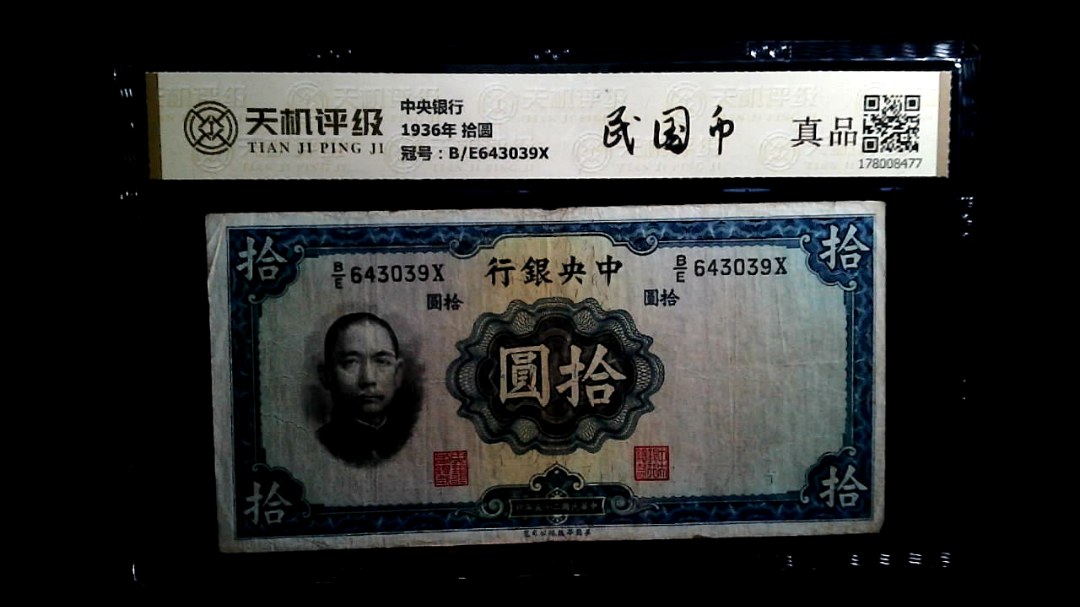 天机评级
TIAN JI PING JI
中央银行
1936年 拾圆
冠号：B/E643039X
民国币
真品
178008477
拾
拾
B/E 643039X
行銀央中
B/E 643039X
圓拾
圓拾
圓拾
拾
拾